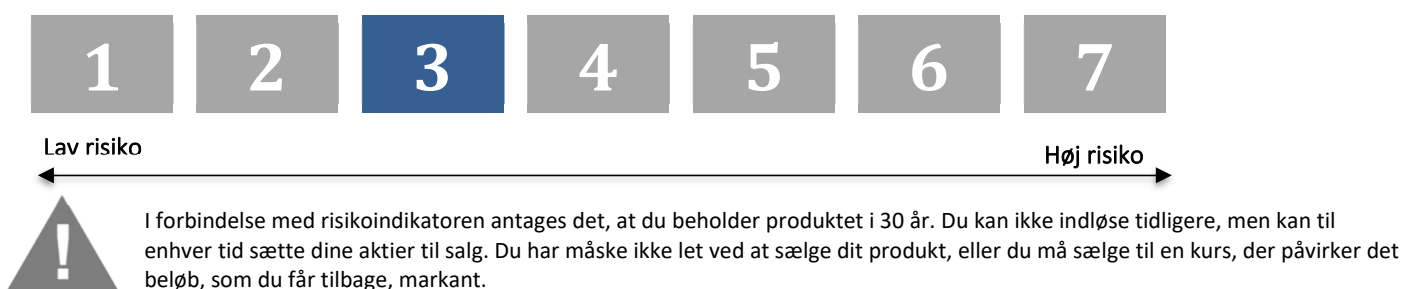 1 2 3 4 5 6 7
Lav risiko
Høj risiko
!
I forbindelse med risikoindikatoren antages det, at du beholder produktet i 30 år. Du kan ikke indløse tidligere, men kan til
enhver tid sætte dine aktier til salg. Du har måske ikke let ved at sælge dit produkt, eller du må sælge til en kurs, der påvirker det
beløb, som du får tilbage, markant.